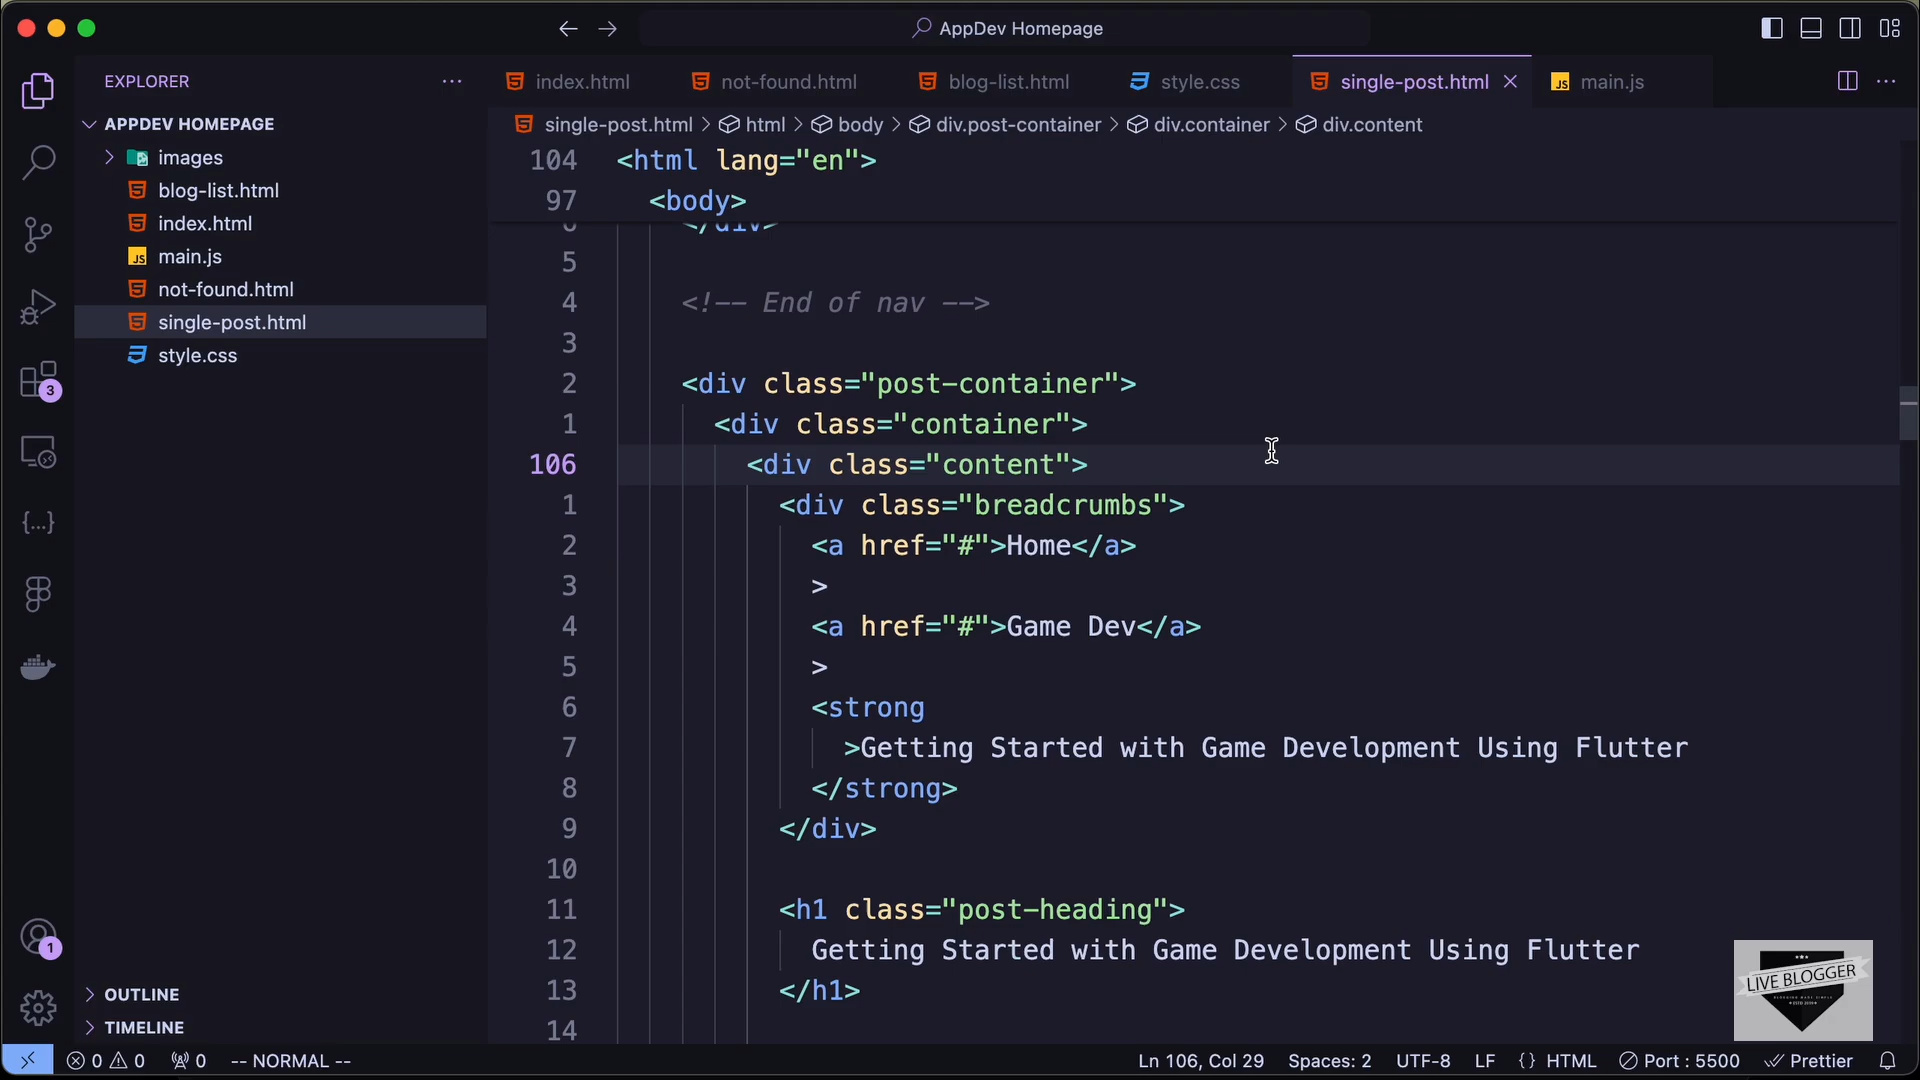 AppDev Homepage
EXPLORER
index.html
not-found.html
blog-list.html
style.css
single-post.html
main.js
APPDEV HOMEPAGE
images
blog-list.html
index.html
main.js
not-found.html
single-post.html
style.css
single-post.html > html > body > div.post-container > div.container > div.content
104 <html lang="en">
97 <body>
6 </div>
5
4 <!-- End of nav -->
3
2 <div class="post-container">
1 <div class="container">
106 <div class="content">
1 <div class="breadcrumbs">
2 <a href="#">Home</a>
3 >
4 <a href="#">Game Dev</a>
5 >
6 <strong
7 >Getting Started with Game Development Using Flutter
8 </strong>
9 </div>
10
11 <h1 class="post-heading">
12 Getting Started with Game Development Using Flutter
13 </h1>
14
3
1
OUTLINE
TIMELINE
LIVE BLOGGER
0 0 0 -- NORMAL --
Ln 106, Col 29 Spaces: 2 UTF-8 LF {} HTML Port : 5500 Prettier